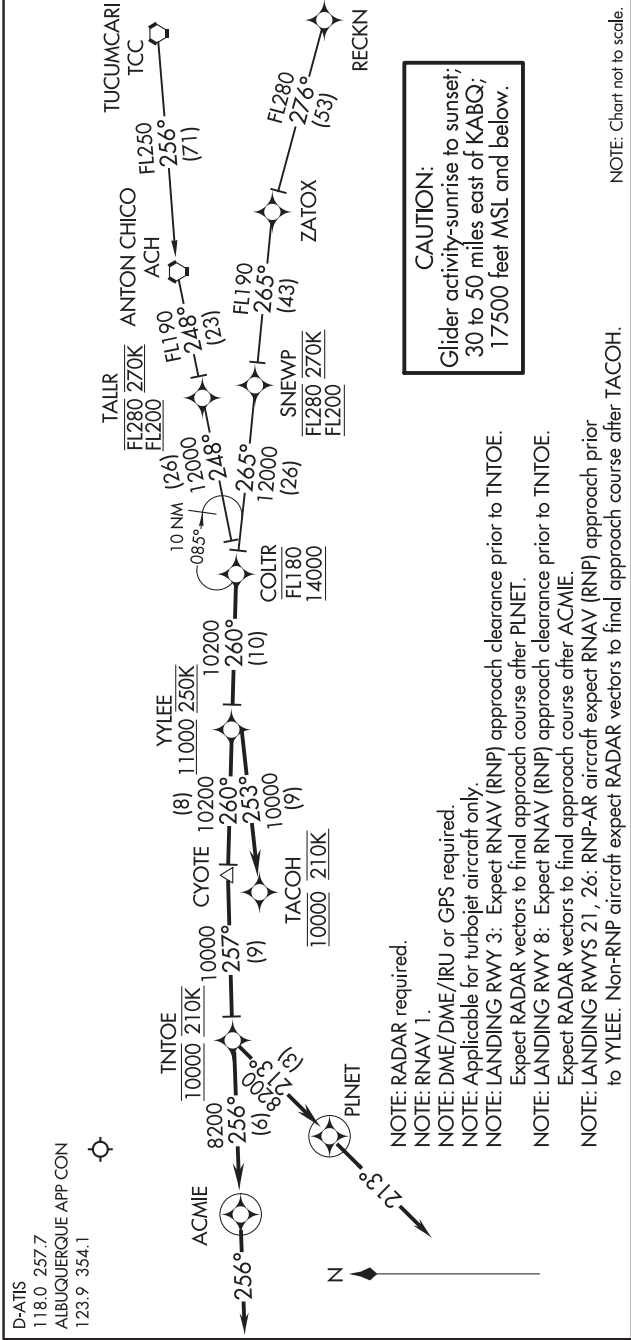 D-ATIS
118.0 257.7
ALBUQUERQUE APP CON
123.9 354.1
TUCUMCARI
TCC
FL250
256°
(71)
ANTON CHICO
ACH
FL190
248°
(23)
TALLR
FL280 270K
FL200
(26)
12000
248°
10 NM
085°
RECKN
FL280
276°
(53)
ZATOX
FL190
265°
(43)
SNEWP
FL280 270K
FL200
265°
12000
(26)
COLTR
FL180
14000
10200
260°
(10)
YYLEE
11000 250K
(8)
10200
260°
253°
10000
(9)
CYOTE
TACOH
10000 210K
10000
257°
(9)
TNTOE
10000 210K
8200
256°
(6)
8200
213°
(3)
ACMIE
256°
PLNET
213°
N
CAUTION:
Glider activity-sunrise to sunset;
30 to 50 miles east of KABQ;
17500 feet MSL and below.
NOTE: RADAR required.
NOTE: RNAV 1.
NOTE: DME/DME/IRU or GPS required.
NOTE: Applicable for turbojet aircraft only.
NOTE: LANDING RWY 3: Expect RNAV (RNP) approach clearance prior to TNTOE.
Expect RADAR vectors to final approach course after PLNET.
NOTE: LANDING RWY 8: Expect RNAV (RNP) approach clearance prior to TNTOE.
Expect RADAR vectors to final approach course after ACMIE.
NOTE: LANDING RWYS 21, 26: RNP-AR aircraft expect RNAV (RNP) approach prior
to YYLEE. Non-RNP aircraft expect RADAR vectors to final approach course after TACOH.
NOTE: Chart not to scale.